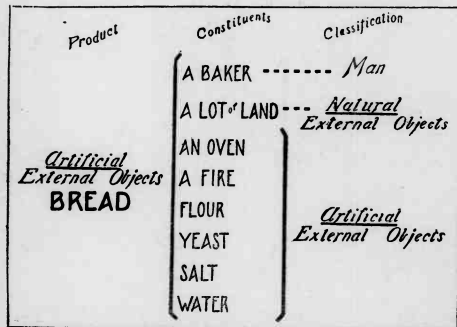 Product Constituents Classification
A BAKER Man
A LOT of LAND Natural
External Objects
AN OVEN
Artificial
External Objects
BREAD
A FIRE
FLOUR
YEAST
SALT
WATER
Artificial
External Objects